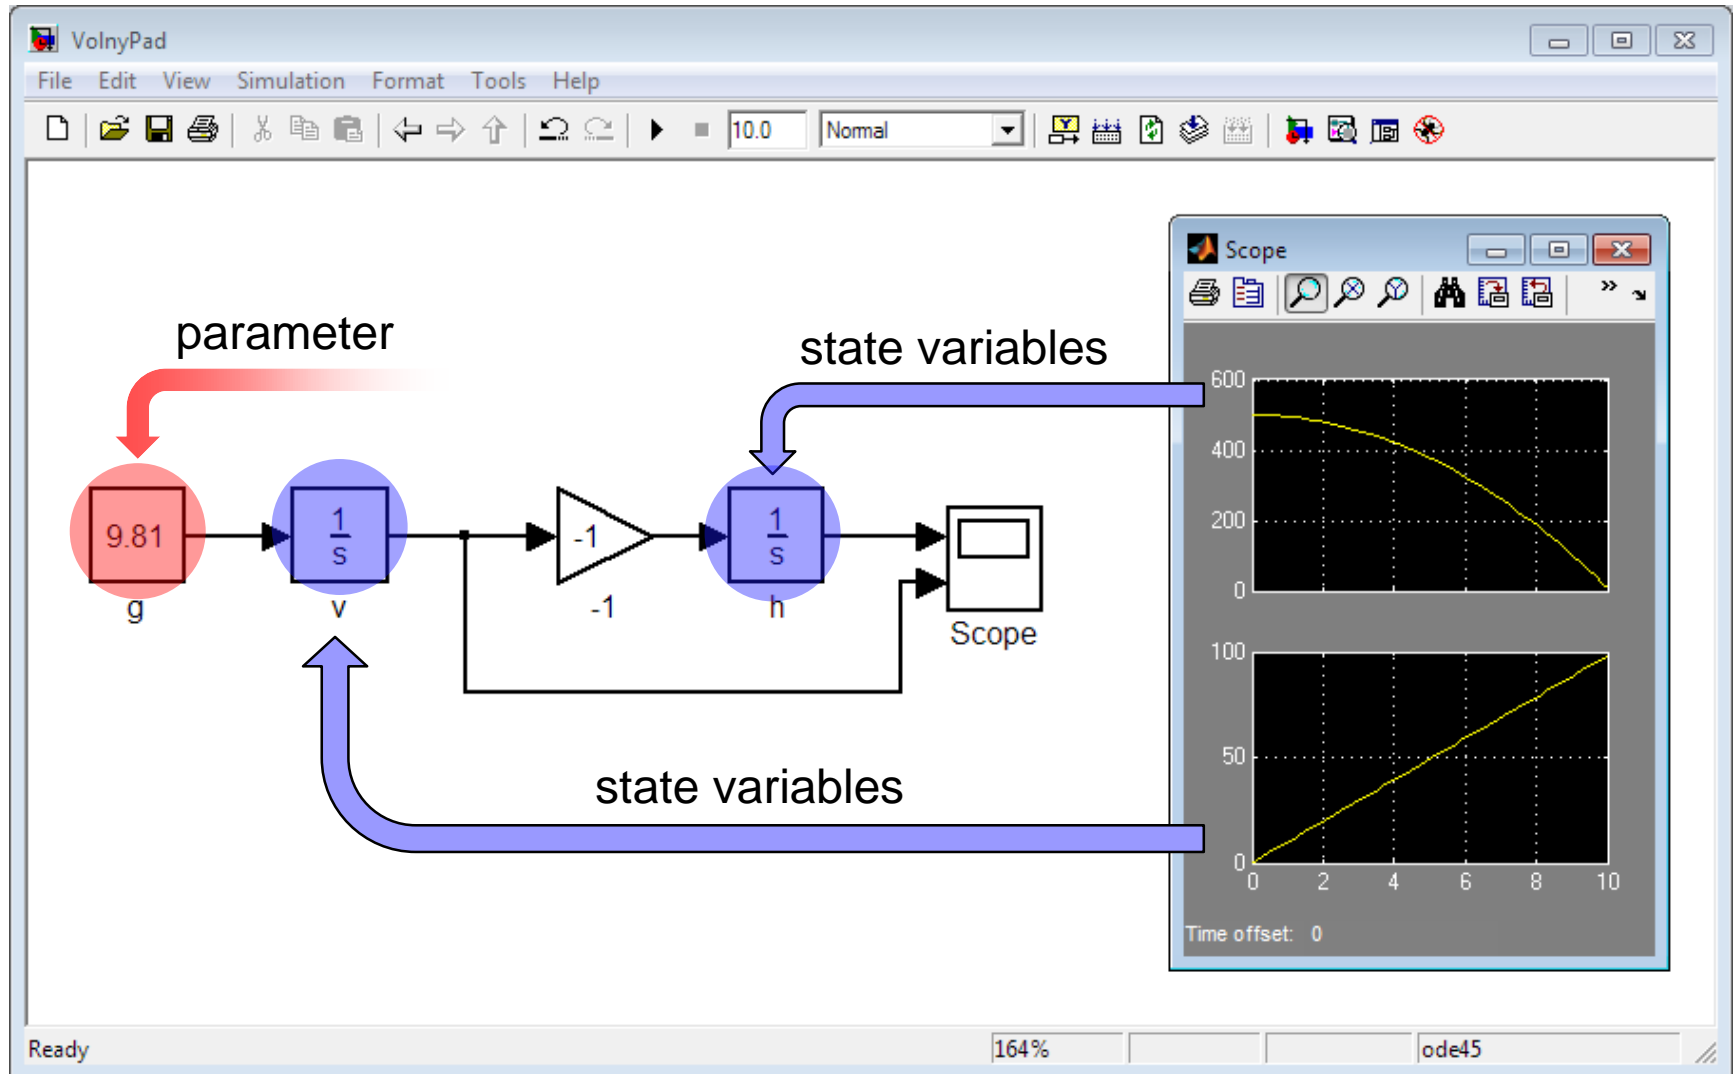 VolnyPad
File Edit View Simulation Format Tools Help
10.0 Normal
Scope
parameter
state variables
600
400
200
0
9.81
1
s
-1
1
s
g
v
-1
h
Scope
100
50
0
0 2 4 6 8 10
state variables
Time offset: 0
Ready 164% ode45